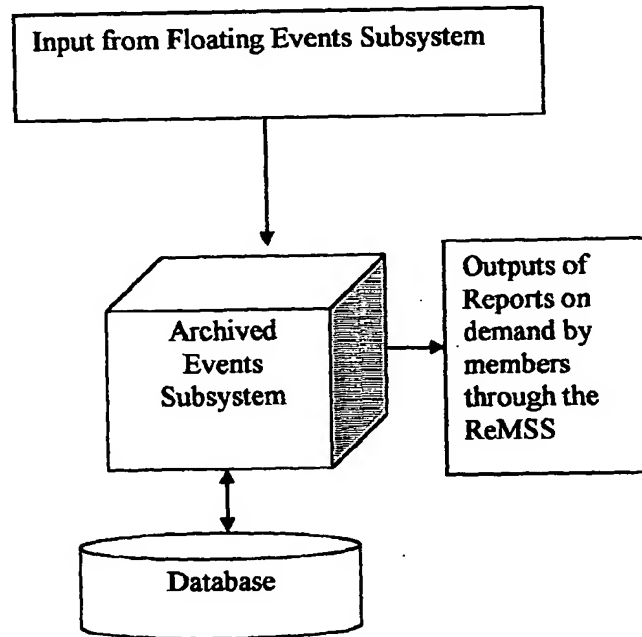 Input from Floating Events Subsystem
Archived
Events
Subsystem
Outputs of
Reports on
demand by
members
through the
ReMSS
Database